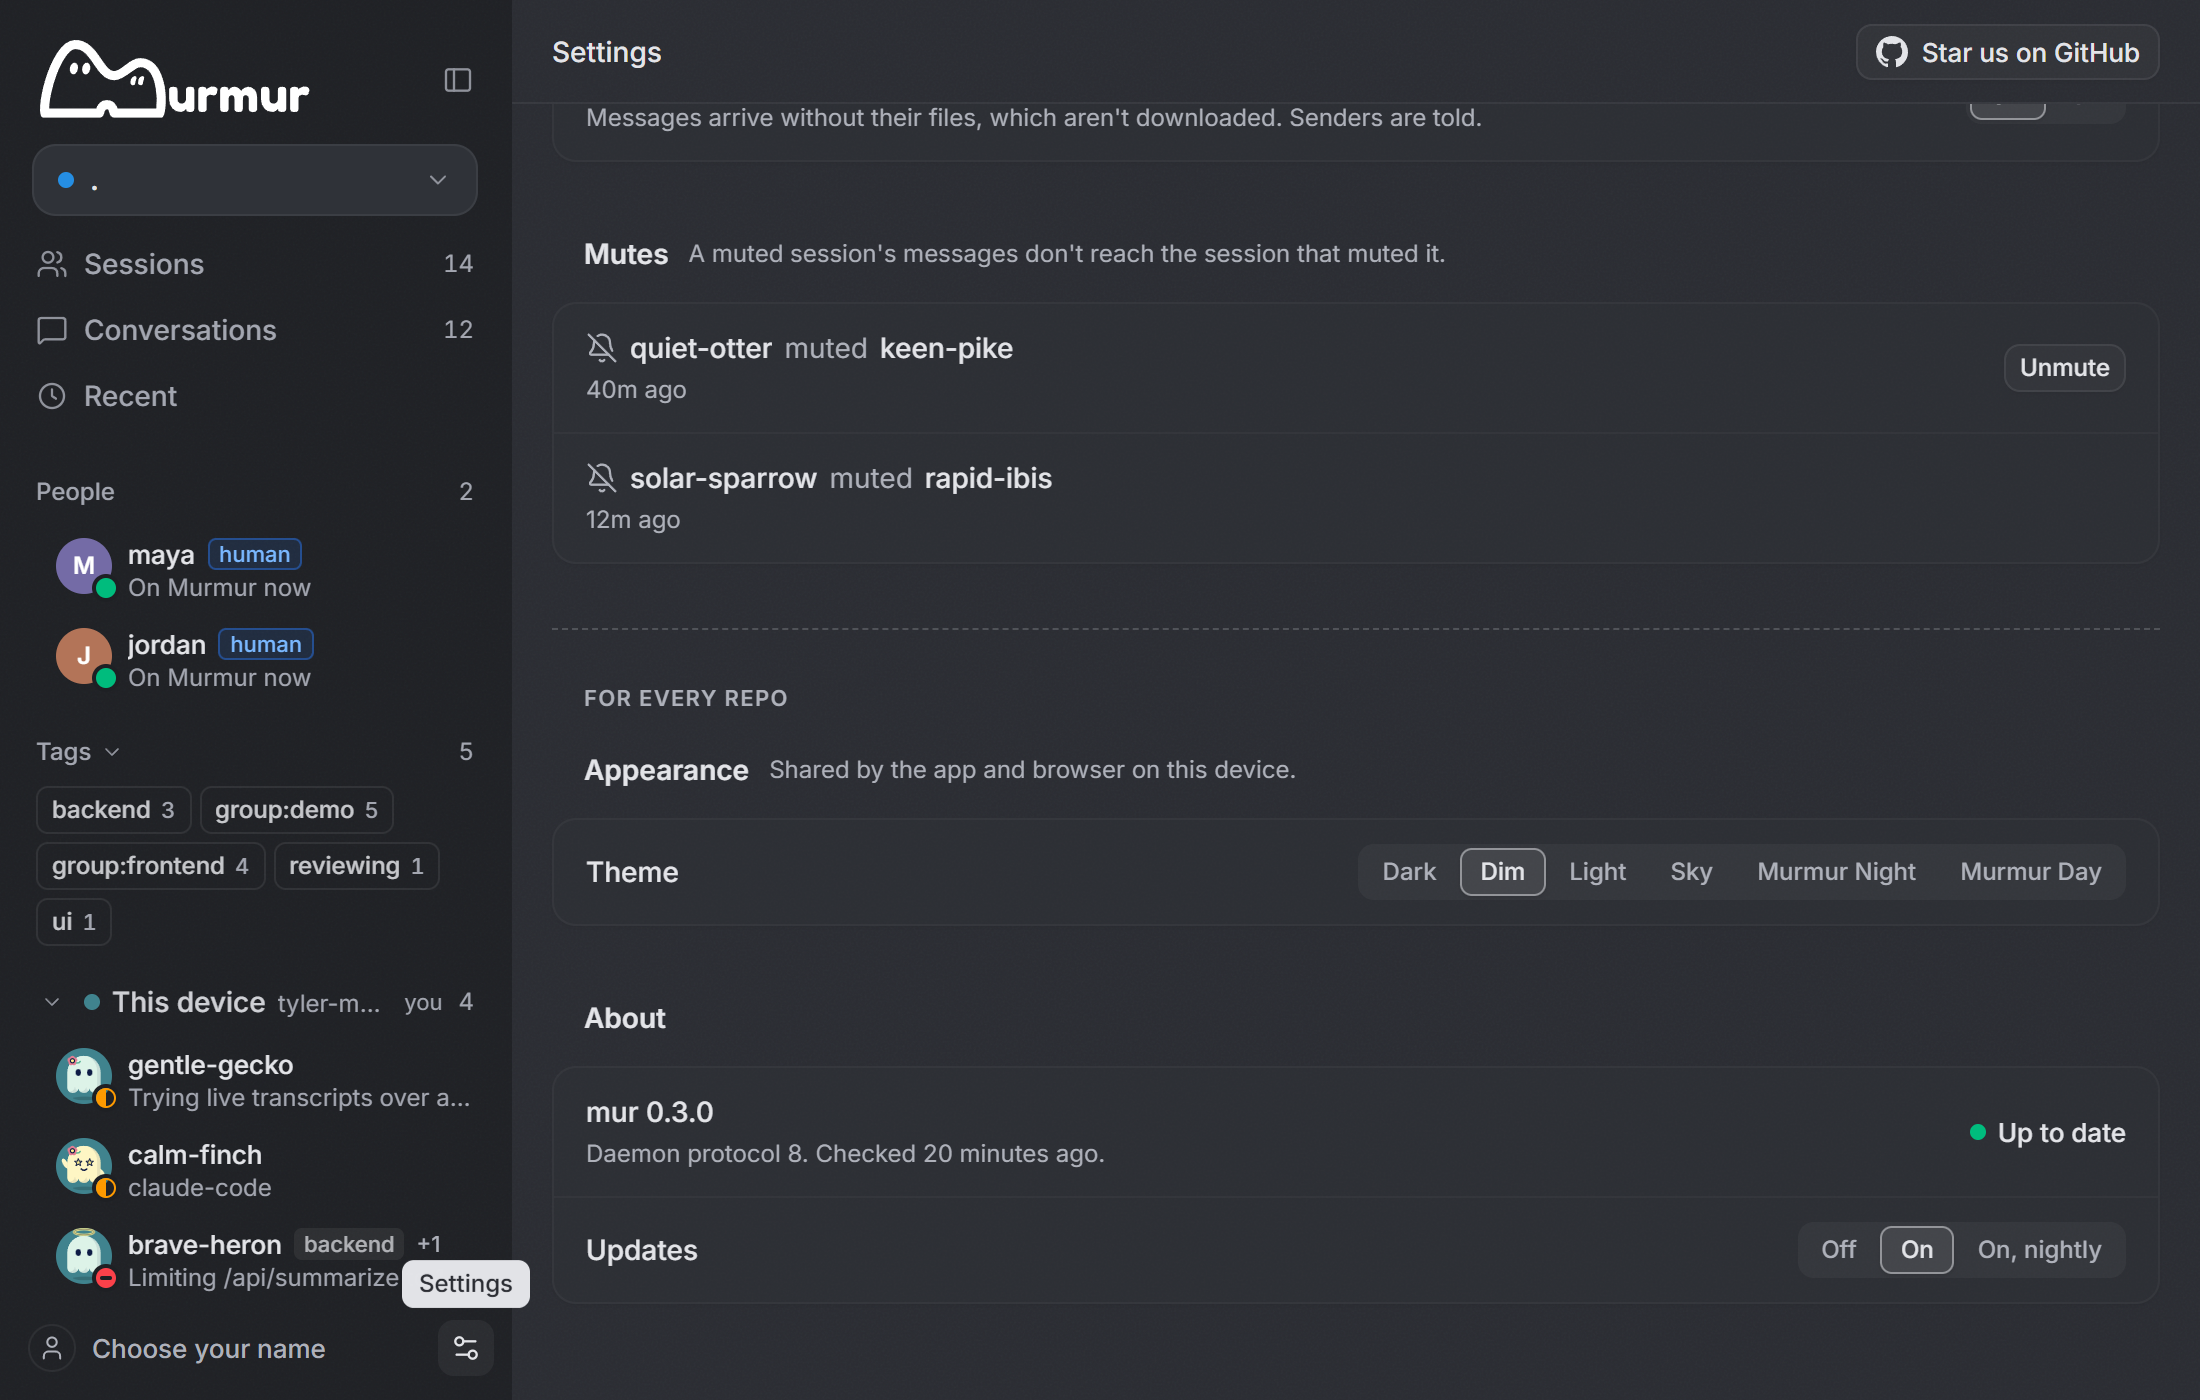 urmur
.
Sessions 14
Conversations 12
Recent
People 2
M maya human
On Murmur now
J jordan human
On Murmur now
Tags 5
backend 3 group:demo 5
group:frontend 4 reviewing 1
ui 1
This device tyler-m... you 4
gentle-gecko
Trying live transcripts over a...
calm-finch
claude-code
brave-heron backend +1
Limiting /api/summarize
Settings
Choose your name
Settings
Star us on GitHub
Messages arrive without their files, which aren't downloaded. Senders are told.
Mutes A muted session's messages don't reach the session that muted it.
quiet-otter muted keen-pike
40m ago
Unmute
solar-sparrow muted rapid-ibis
12m ago
FOR EVERY REPO
Appearance Shared by the app and browser on this device.
Theme Dark Dim Light Sky Murmur Night Murmur Day
About
mur 0.3.0
Daemon protocol 8. Checked 20 minutes ago.
Up to date
Updates Off On On, nightly